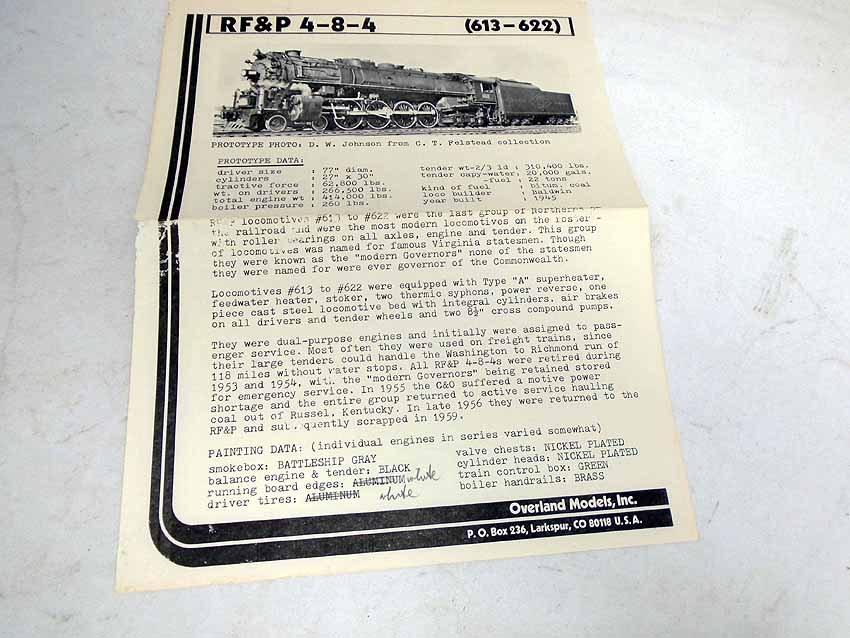 RF&P 4-8-4 (613-622)
PROTOTYPE PHOTO: D. W. Johnson from C. T. Felstead collection
PROTOTYPE DATA:
driver size : 77" diam. tender wt-2/3 ld : 310,400 lbs.
cylinders : 27" x 30" tender capy-water: 20,000 gals.
tractive force : 62,800 lbs. -fuel : 22 tons
wt. on drivers : 266,500 lbs. kind of fuel : bitum. coal
total engine wt : 414,000 lbs. loco builder : Baldwin
boiler pressure : 260 lbs. year built : 1945
RF&P locomotives #613 to #622 were the last group of Northerns on
the railroad and were the most modern locomotives on the roster -
with roller bearings on all axles, engine and tender. This group
of locomotives was named for famous Virginia statesmen. Though
they were known as the "modern Governors" none of the statesmen
they were named for were ever governor of the Commonwealth.
Locomotives #613 to #622 were equipped with Type "A" superheater,
feedwater heater, stoker, two thermic syphons, power reverse, one
piece cast steel locomotive bed with integral cylinders, air brakes
on all drivers and tender wheels and two 8½" cross compound pumps.
They were dual-purpose engines and initially were assigned to pass-
enger service. Most often they were used on freight trains, since
their large tenders could handle the Washington to Richmond run of
118 miles without water stops. All RF&P 4-8-4s were retired during
1953 and 1954, with the "modern Governors" being retained stored
for emergency service. In 1955 the C&O suffered a motive power
shortage and the entire group returned to active service hauling
coal out of Russel, Kentucky. In late 1956 they were returned to the
RF&P and subsequently scrapped in 1959.
PAINTING DATA: (individual engines in series varied somewhat)
smokebox: BATTLESHIP GRAY valve chests: NICKEL PLATED
balance engine & tender: BLACK cylinder heads: NICKEL PLATED
running board edges: ALUMINUM white train control box: GREEN
driver tires: ALUMINUM white boiler handrails: BRASS
Overland Models, Inc.
P. O. Box 236, Larkspur, CO 80118 U.S.A.